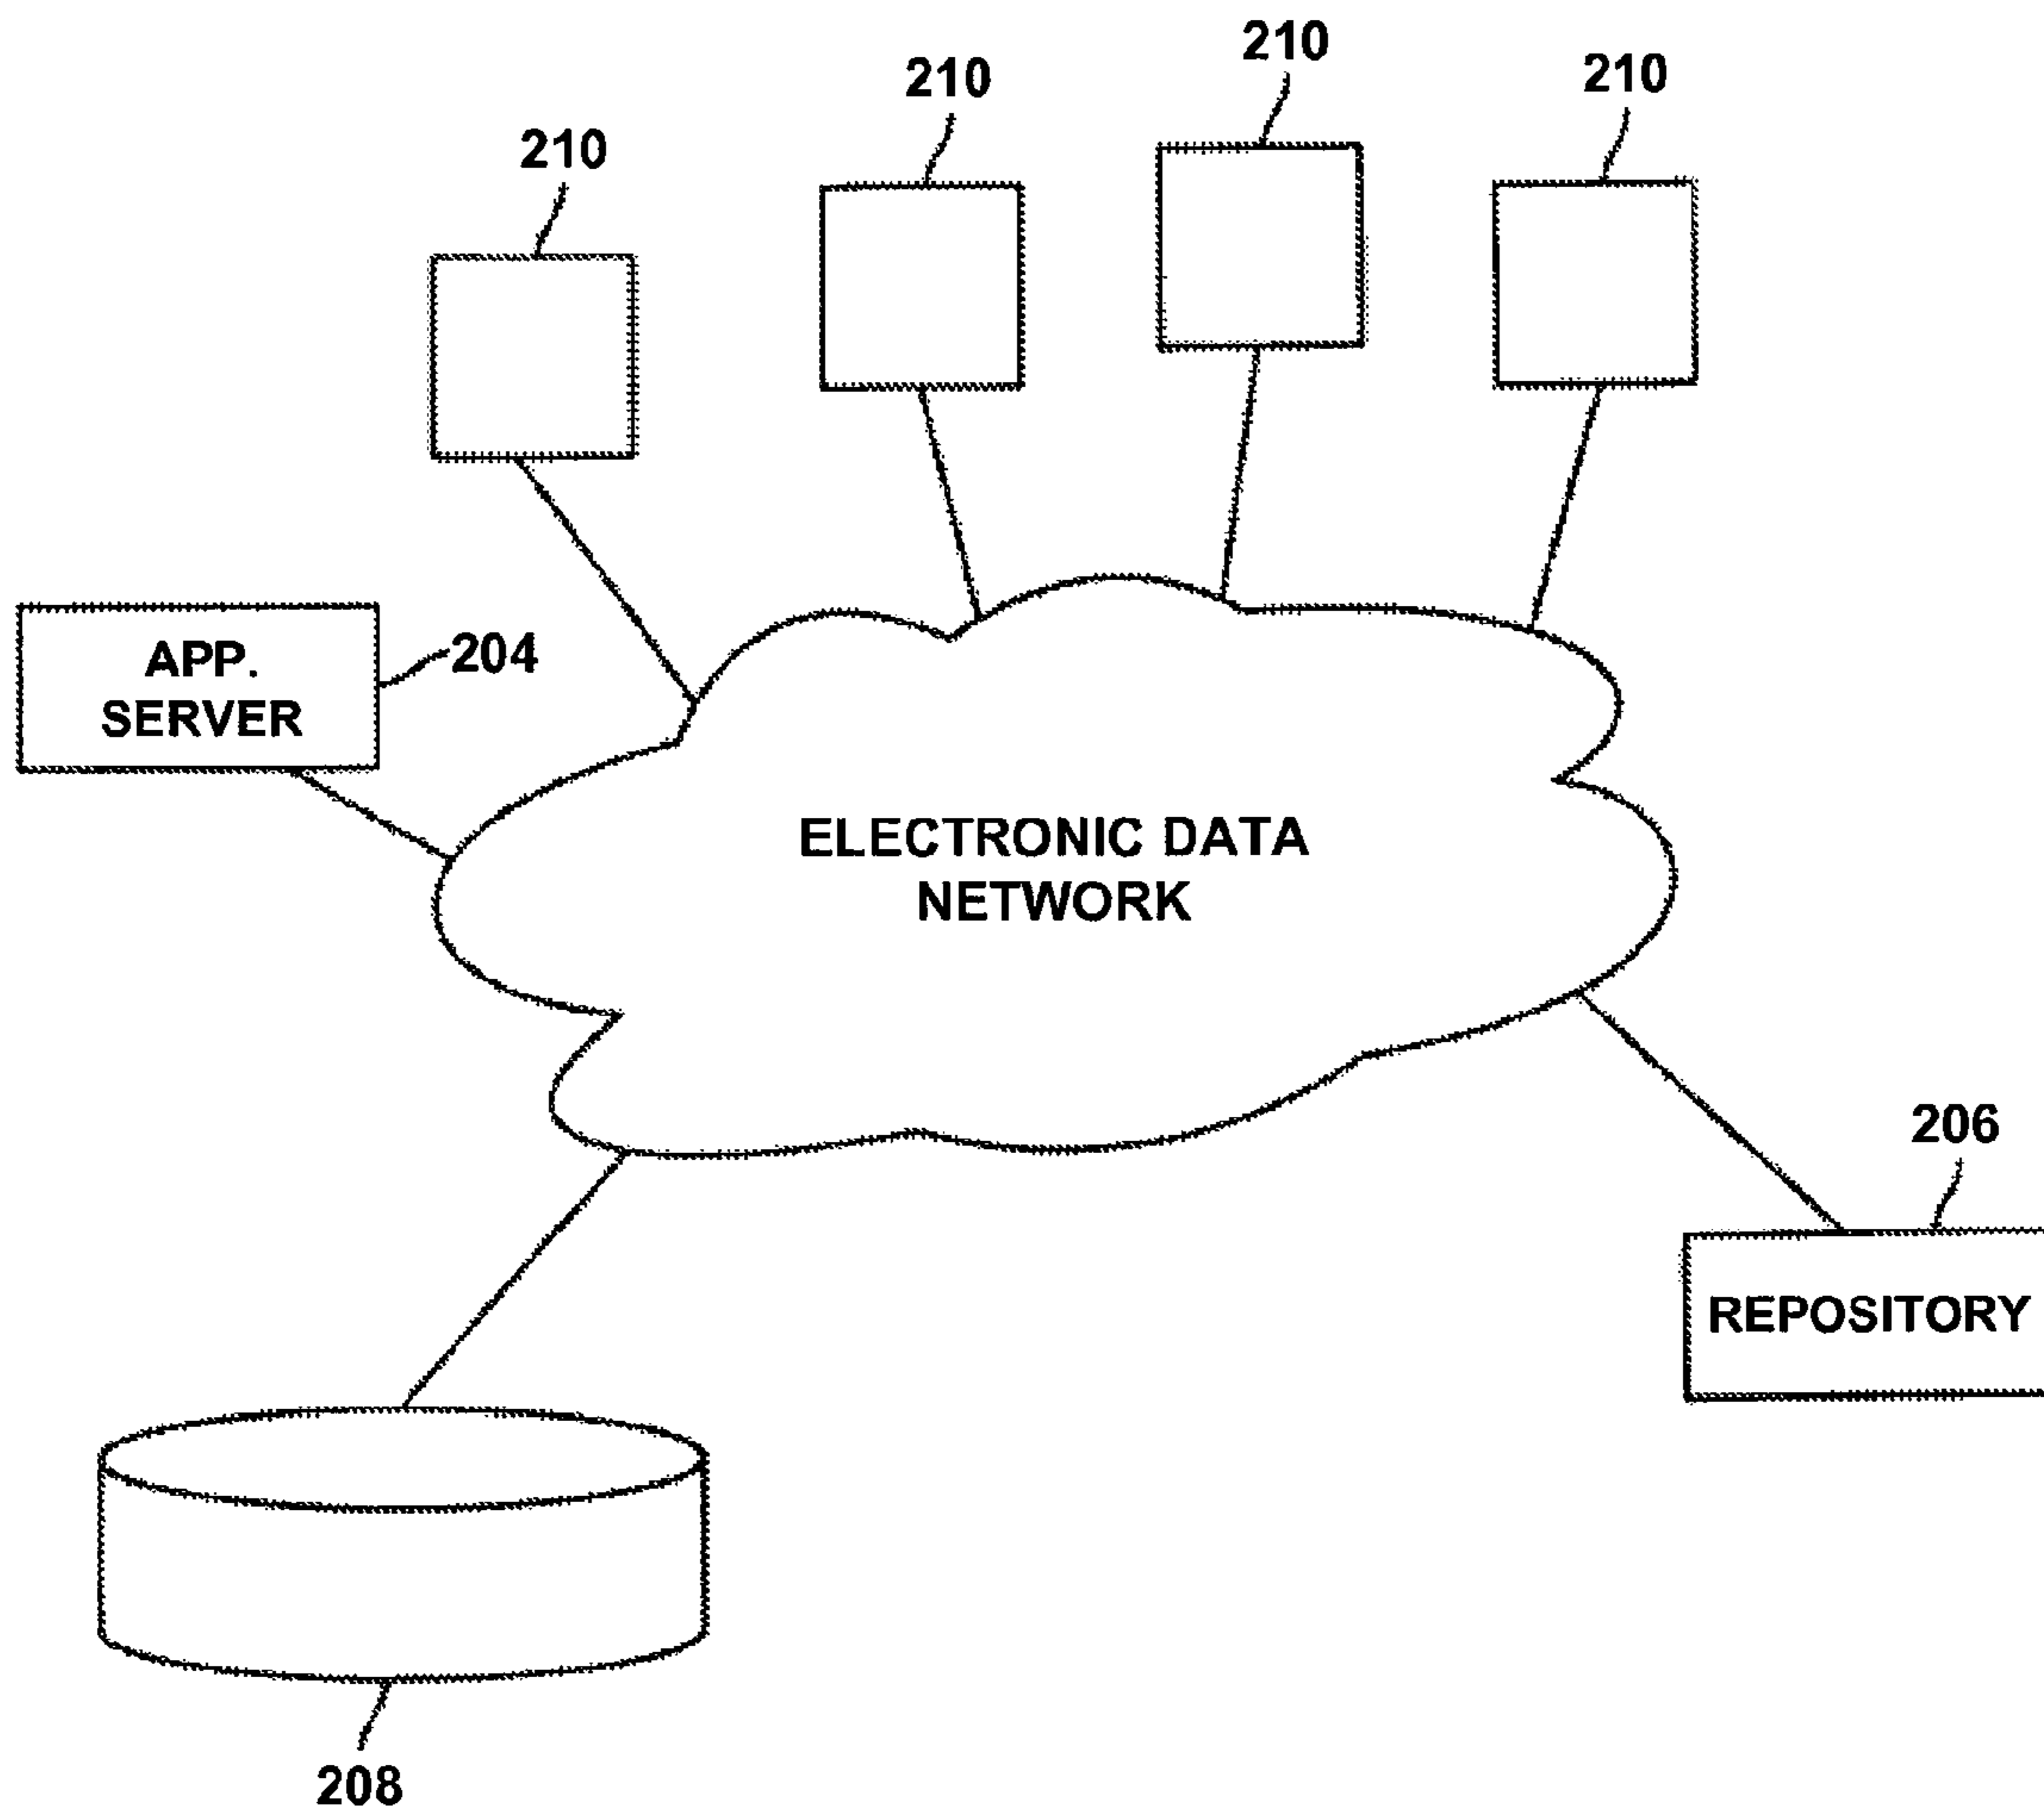 210
210
210
210
APP.
SERVER
204
ELECTRONIC DATA
NETWORK
206
REPOSITORY
208